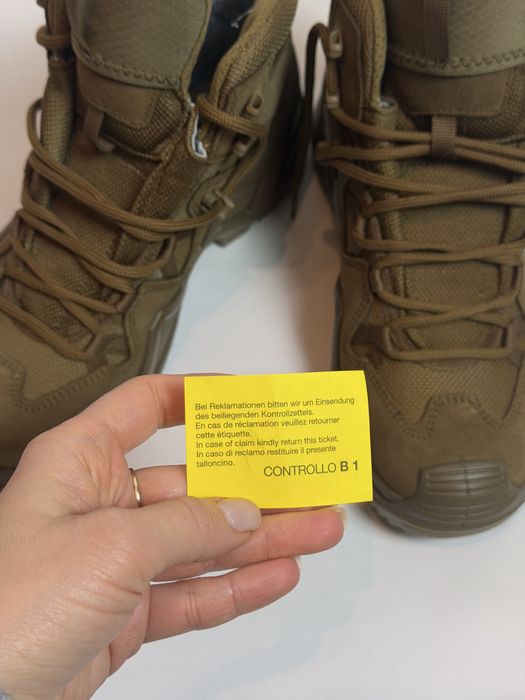 Bei Reklamationen bitten wir um Einsendung
des beiliegenden Kontrollzettels.
En cas de réclamation veuillez retourner
cette étiquette.
In case of claim kindly return this ticket.
In caso di reclamo restituire il presente
talloncino.
CONTROLLO B 1